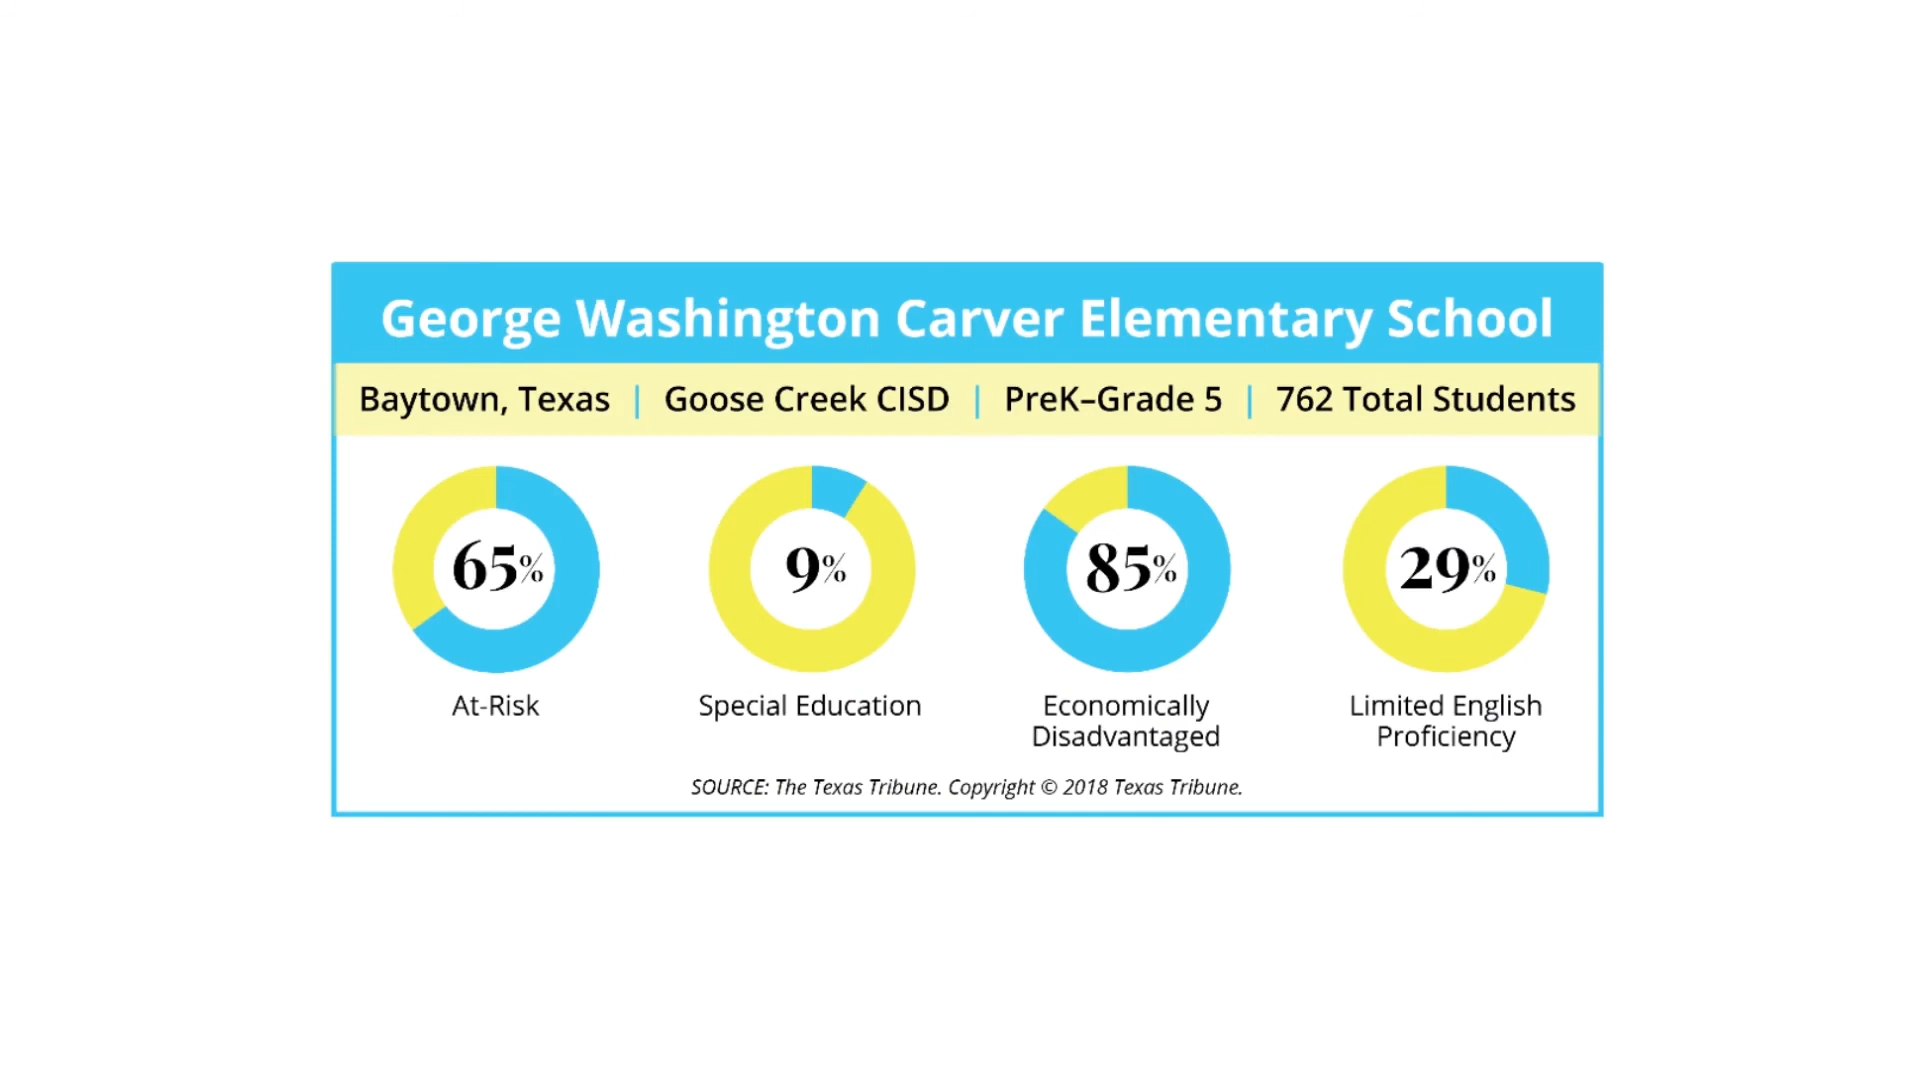 George Washington Carver Elementary School
Baytown, Texas | Goose Creek CISD | PreK–Grade 5 | 762 Total Students
65% 9% 85% 29%
At-Risk Special Education Economically Disadvantaged Limited English Proficiency
SOURCE: The Texas Tribune. Copyright © 2018 Texas Tribune.